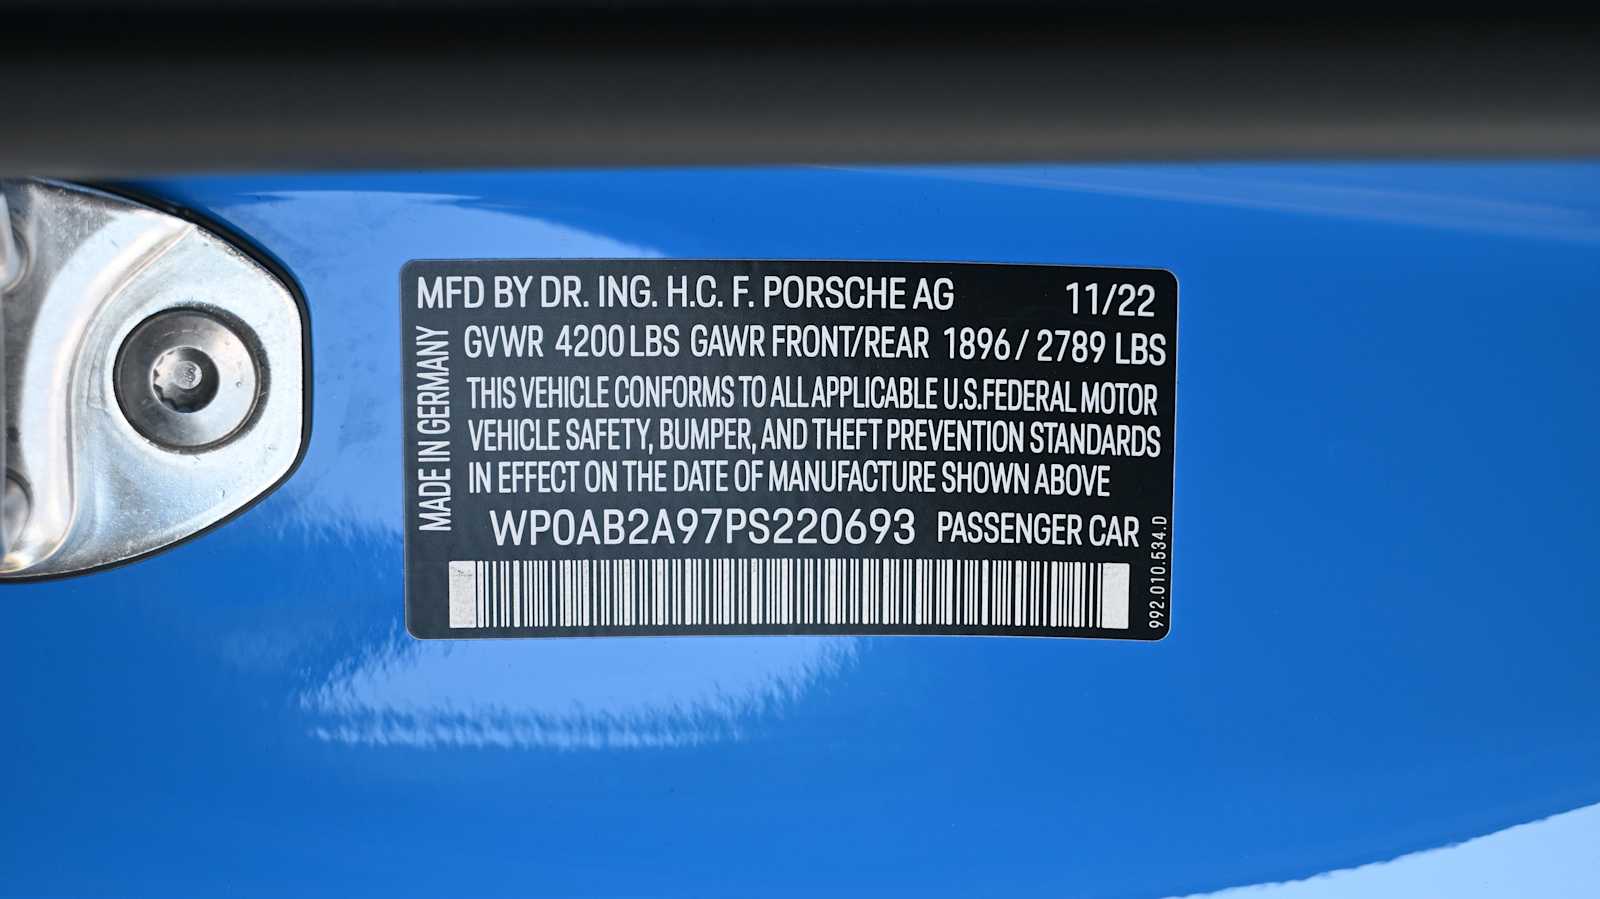 MFD BY DR. ING. H.C. F. PORSCHE AG 11/22
GVWR 4200 LBS GAWR FRONT/REAR 1896 / 2789 LBS
THIS VEHICLE CONFORMS TO ALL APPLICABLE U.S.FEDERAL MOTOR
VEHICLE SAFETY, BUMPER, AND THEFT PREVENTION STANDARDS
IN EFFECT ON THE DATE OF MANUFACTURE SHOWN ABOVE
WP0AB2A97PS220693 PASSENGER CAR
MADE IN GERMANY
992.010.534.D